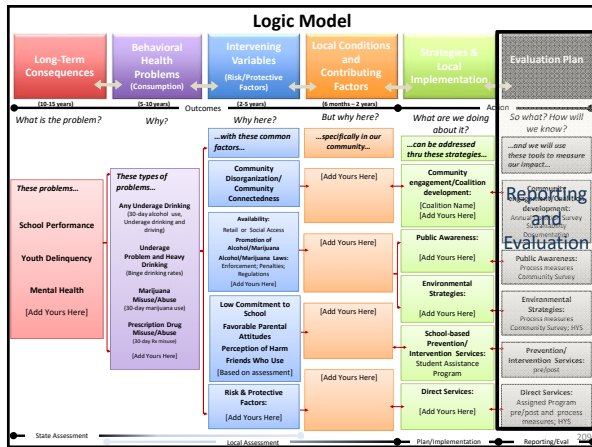 Logic Model
Long-Term
Consequences
Behavioral
Health
Problems
(Consumption)
Intervening
Variables
(Risk/Protective
Factors)
Local Conditions
and
Contributing
Factors
Strategies &
Local
Implementation
Evaluation Plan
(10-15 years)
(5-10 years)
Outcomes
(2-5 years)
(6 months – 2 years)
Action
What is the problem?
Why?
Why here?
But why here?
What are we doing
about it?
So what? How will
we know?
These problems...
School Performance
Youth Delinquency
Mental Health
[Add Yours Here]
These types of
problems...
Any Underage Drinking
(30-day alcohol use,
Underage drinking and
driving)
Underage
Problem and Heavy
Drinking
(Binge drinking rates)
Marijuana
Misuse/Abuse
(30-day marijuana use)
Prescription Drug
Misuse/Abuse
(30-day Rx misuse)
[Add Yours Here]
...with these common
factors...
Community
Disorganization/
Community
Connectedness
Availability:
Retail or Social Access
Promotion of
Alcohol/Marijuana
Alcohol/Marijuana Laws:
Enforcement; Penalties;
Regulations
[Add Yours Here]
Low Commitment to
School
Favorable Parental
Attitudes
Perception of Harm
Friends Who Use
[Based on assessment]
Risk & Protective
Factors:
[Add Yours Here]
...specifically in our
community...
[Add Yours Here]
[Add Yours Here]
[Add Yours Here]
[Add Yours Here]
...can be addressed
thru these strategies...
Community
engagement/Coalition
development:
[Coalition Name]
[Add Yours Here]
Public Awareness:
[Add Yours Here]
Environmental
Strategies:
[Add Yours Here]
School-based
Prevention/
Intervention Services:
Student Assistance
Program
Direct Services:
[Add Yours Here]
...and we will use
these tools to measure
our impact...
Community
engagement/Coalition
development:
Annual Survey
Sustainability
Documentation
Reporting
and
Evaluation
Public Awareness:
Process measures
Community Survey
Environmental
Strategies:
Process measures
Community Survey; HYS
Prevention/
Intervention Services:
pre/post
Direct Services:
Assigned Program
pre/post and process
measures; HYS
State Assessment
Local Assessment
Plan/Implementation
Reporting/Eval
209